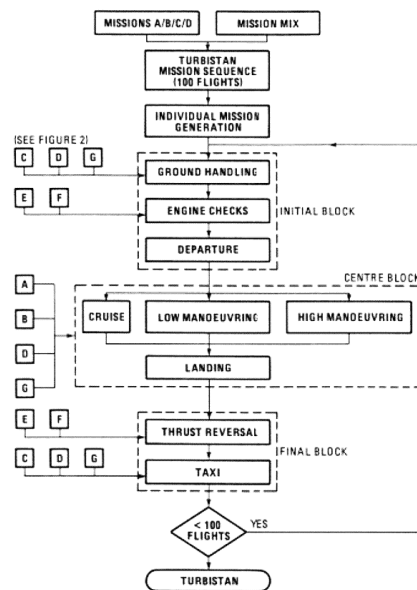 MISSIONS A/B/C/D
MISSION MIX
TURBISTAN
MISSION SEQUENCE
(100 FLIGHTS)
INDIVIDUAL MISSION
GENERATION
(SEE FIGURE 2)
C D G
GROUND HANDLING
E F
ENGINE CHECKS
INITIAL BLOCK
DEPARTURE
CENTRE BLOCK
A
B
D
G
CRUISE
LOW MANOEUVRING
HIGH MANOEUVRING
LANDING
E F
THRUST REVERSAL
FINAL BLOCK
C D G
TAXI
< 100
FLIGHTS
YES
TURBISTAN